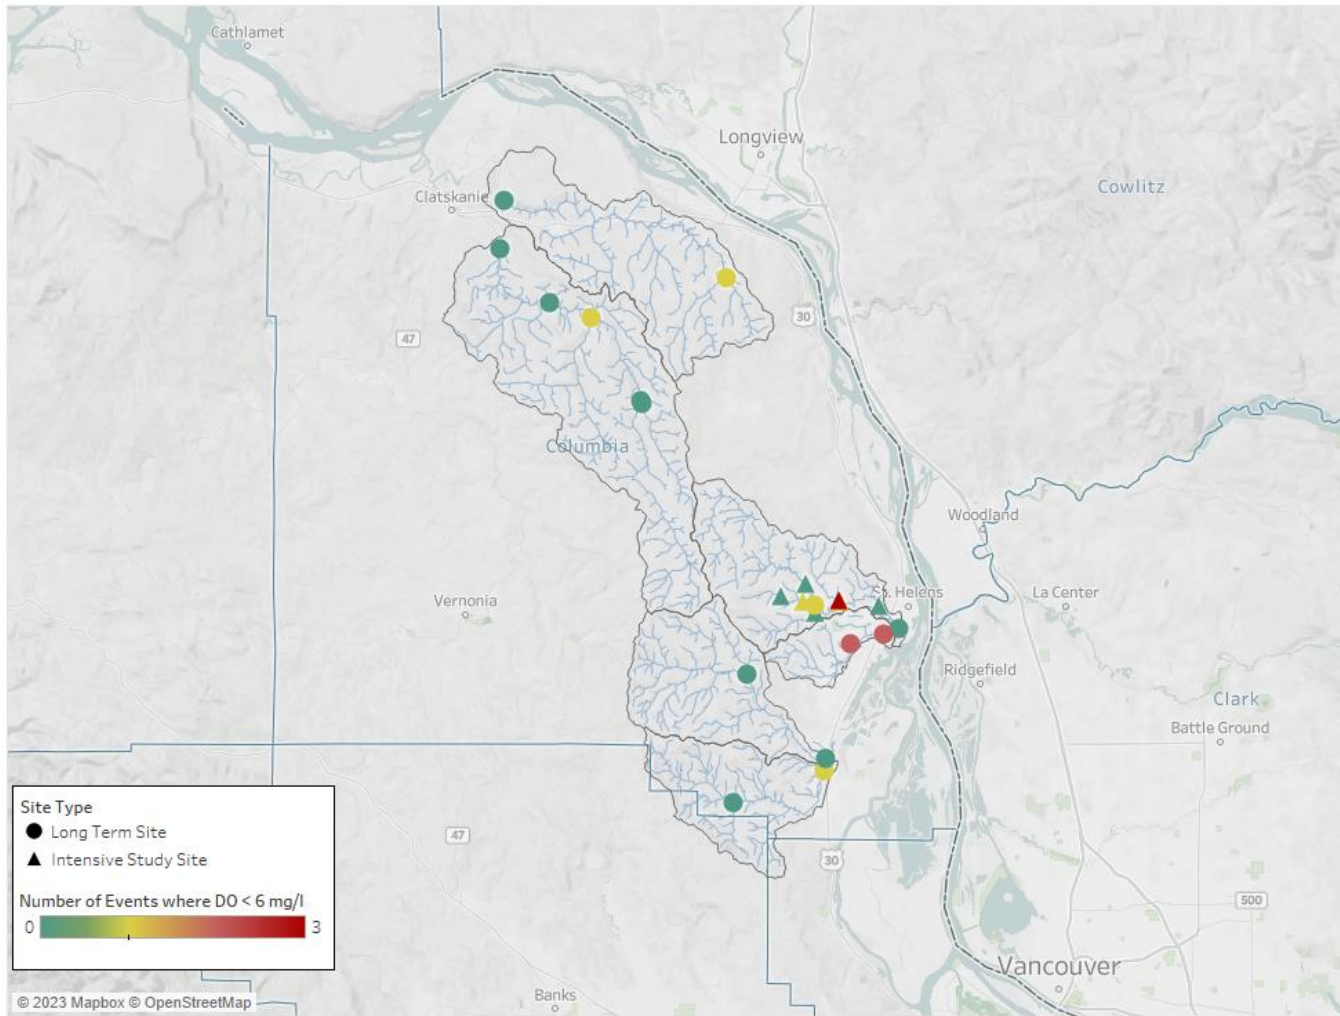 Cathlamet
Longview
Cowlitz
Clatskanie
30
47
Columbia
Woodland
St. Helens
La Center
Vernonia
Ridgefield
Clark
Battle Ground
Site Type
Long Term Site
Intensive Study Site
47
30
Number of Events where DO < 6 mg/l
0 3
500
Vancouver
Banks
© 2023 Mapbox © OpenStreetMap